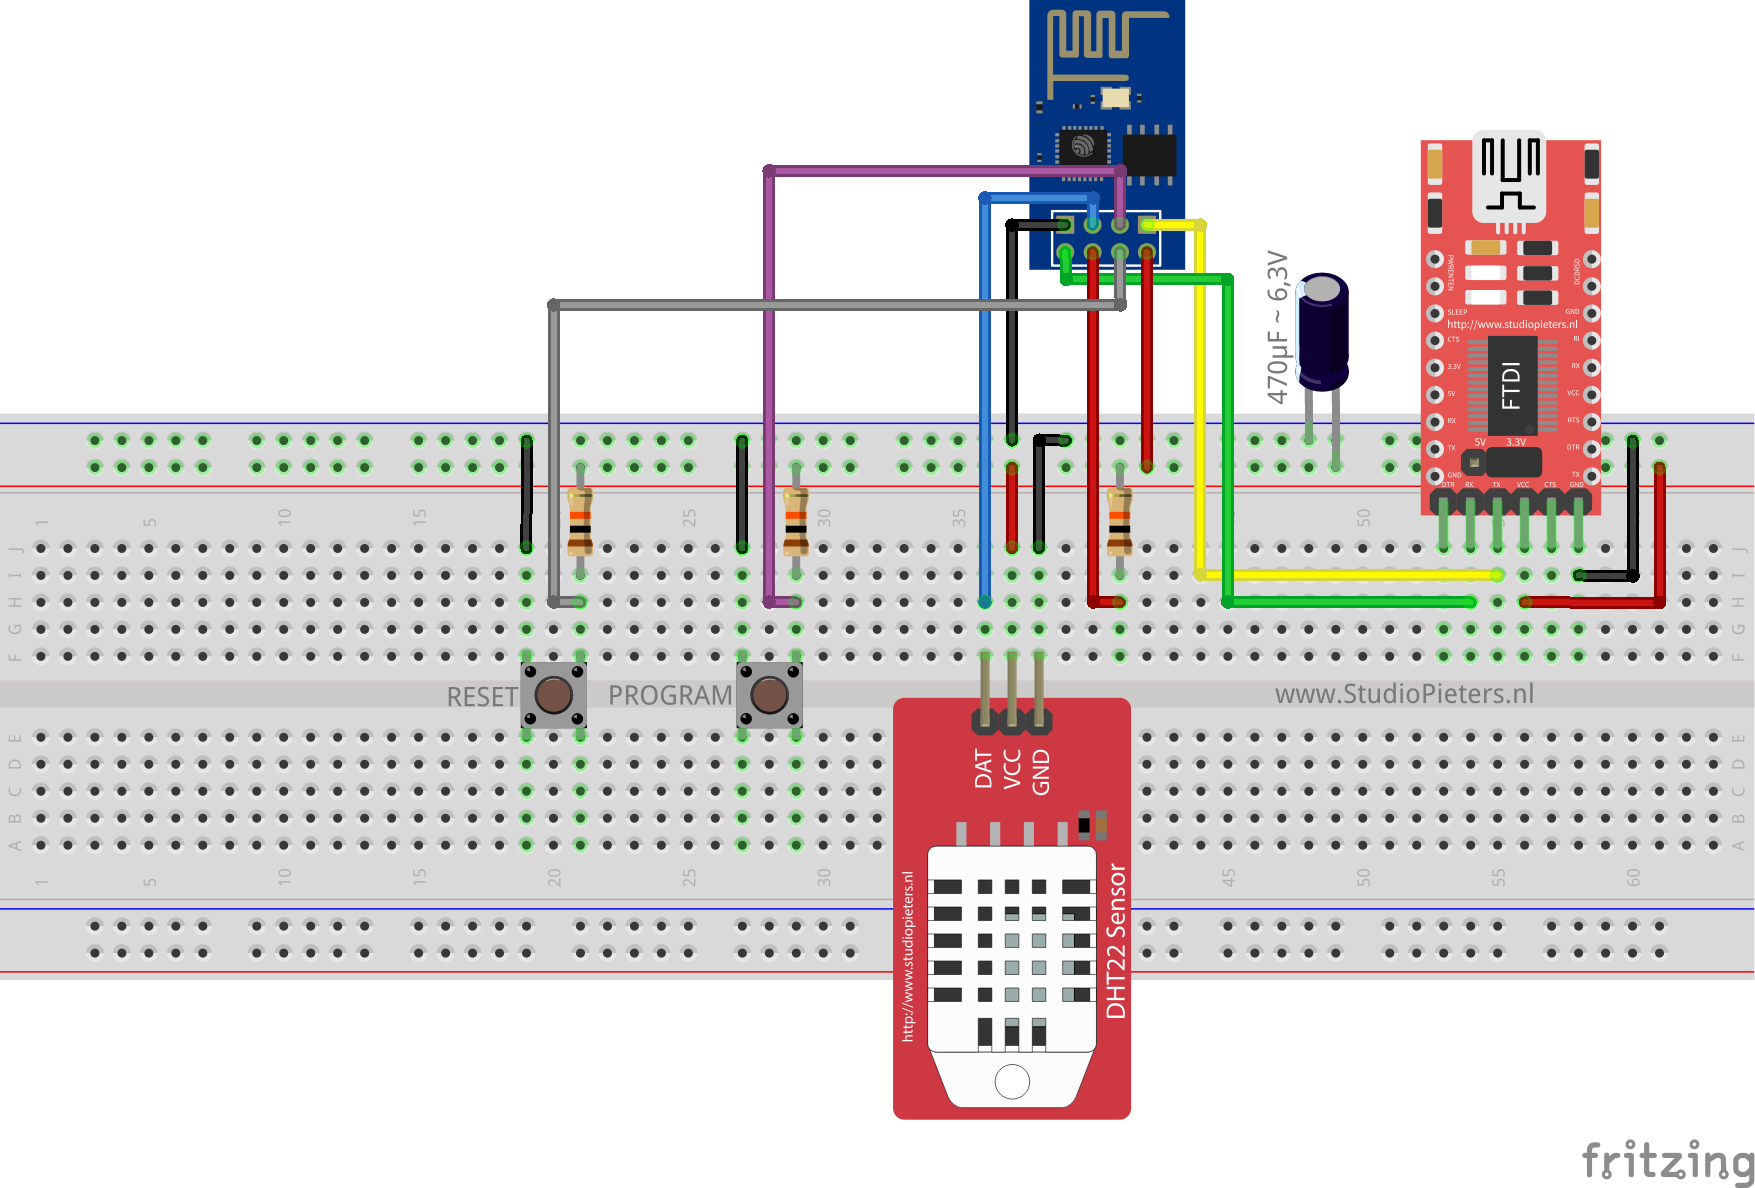 470µF ~ 6,3V
PWRENTEN
DCDRSD
SLEEP
GND
http://www.studiopieters.nl
CTS
RI
3.3V
RX
5V
VCC
RX
RTS
TX
DTR
GND
TX
FTDI
5V
3.3V
DTR
RX
TX
VCC
CTS
GND
1
5
10
15
25
30
35
45
50
J
J
I
I
H
H
G
G
F
F
RESET
PROGRAM
www.StudioPieters.nl
DAT
VCC
GND
E
E
D
D
C
C
B
B
A
A
1
5
10
15
20
25
30
45
50
55
60
http://www.studiopieters.nl
DHT22 Sensor
fritzing